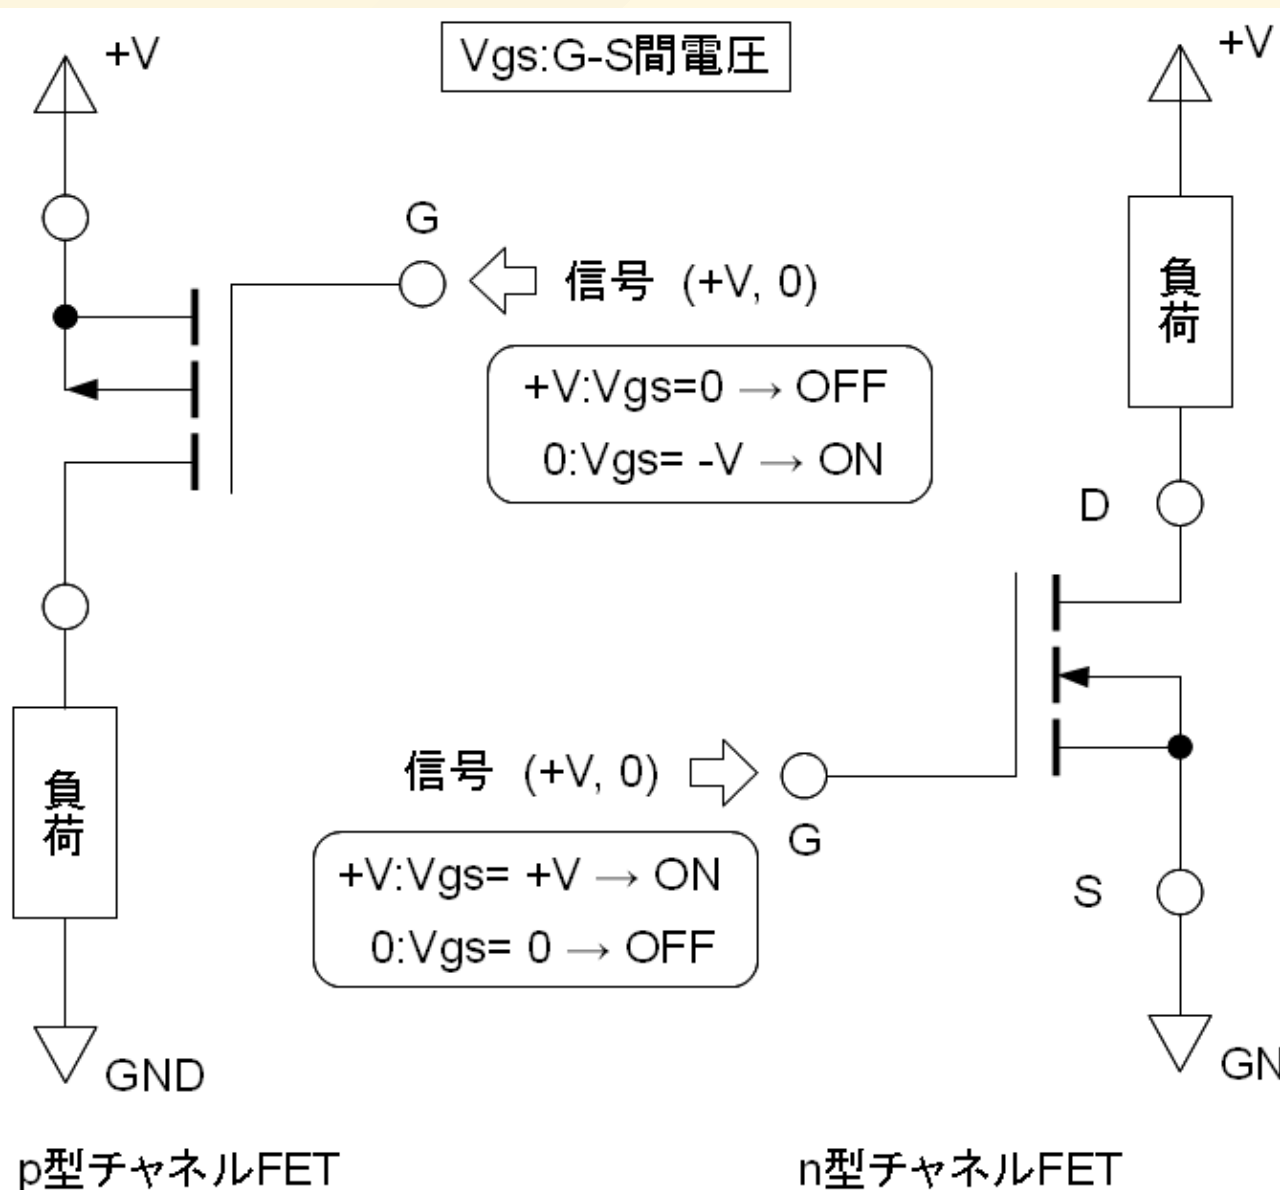 +V
Vgs:G-S間電圧
+V
G
信号 (+V, 0)
+V:Vgs=0 → OFF
0:Vgs= -V → ON
負荷
D
信号 (+V, 0)
G
+V:Vgs= +V → ON
0:Vgs= 0 → OFF
S
負荷
GND
GN
p型チャネルFET
n型チャネルFET